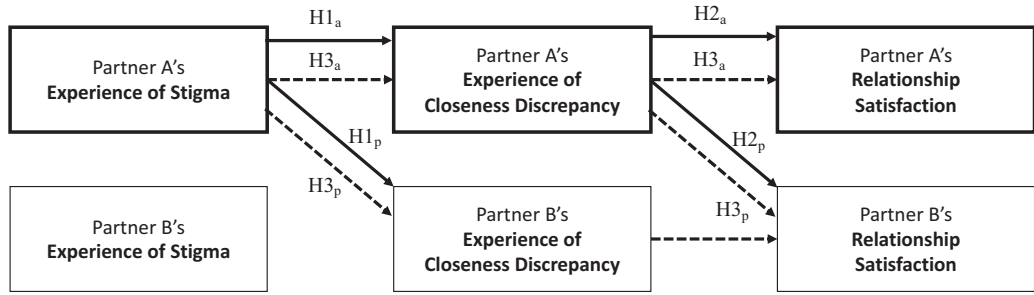 H1a
H2a
Partner A's
Experience of Stigma
H3a
Partner A's
Experience of
Closeness Discrepancy
H3a
Partner A's
Relationship
Satisfaction
H1p
H2p
H3p
H3p
Partner B's
Experience of Stigma
Partner B's
Experience of
Closeness Discrepancy
Partner B's
Relationship
Satisfaction